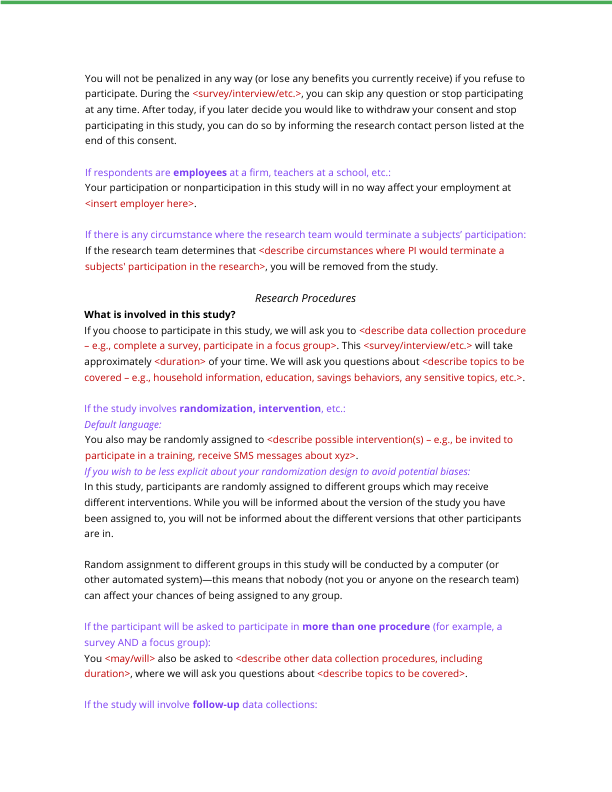 You will not be penalized in any way (or lose any benefits you currently receive) if you refuse to
participate. During the <survey/interview/etc.>, you can skip any question or stop participating
at any time. After today, if you later decide you would like to withdraw your consent and stop
participating in this study, you can do so by informing the research contact person listed at the
end of this consent.
If respondents are employees at a firm, teachers at a school, etc.:
Your participation or nonparticipation in this study will in no way affect your employment at
<insert employer here>.
If there is any circumstance where the research team would terminate a subjects’ participation:
If the research team determines that <describe circumstances where PI would terminate a
subjects' participation in the research>, you will be removed from the study.
Research Procedures
What is involved in this study?
If you choose to participate in this study, we will ask you to <describe data collection procedure
– e.g., complete a survey, participate in a focus group>. This <survey/interview/etc.> will take
approximately <duration> of your time. We will ask you questions about <describe topics to be
covered – e.g., household information, education, savings behaviors, any sensitive topics, etc.>.
If the study involves randomization, intervention, etc.:
Default language:
You also may be randomly assigned to <describe possible intervention(s) – e.g., be invited to
participate in a training, receive SMS messages about xyz>.
If you wish to be less explicit about your randomization design to avoid potential biases:
In this study, participants are randomly assigned to different groups which may receive
different interventions. While you will be informed about the version of the study you have
been assigned to, you will not be informed about the different versions that other participants
are in.
Random assignment to different groups in this study will be conducted by a computer (or
other automated system)—this means that nobody (not you or anyone on the research team)
can affect your chances of being assigned to any group.
If the participant will be asked to participate in more than one procedure (for example, a
survey AND a focus group):
You <may/will> also be asked to <describe other data collection procedures, including
duration>, where we will ask you questions about <describe topics to be covered>.
If the study will involve follow-up data collections: